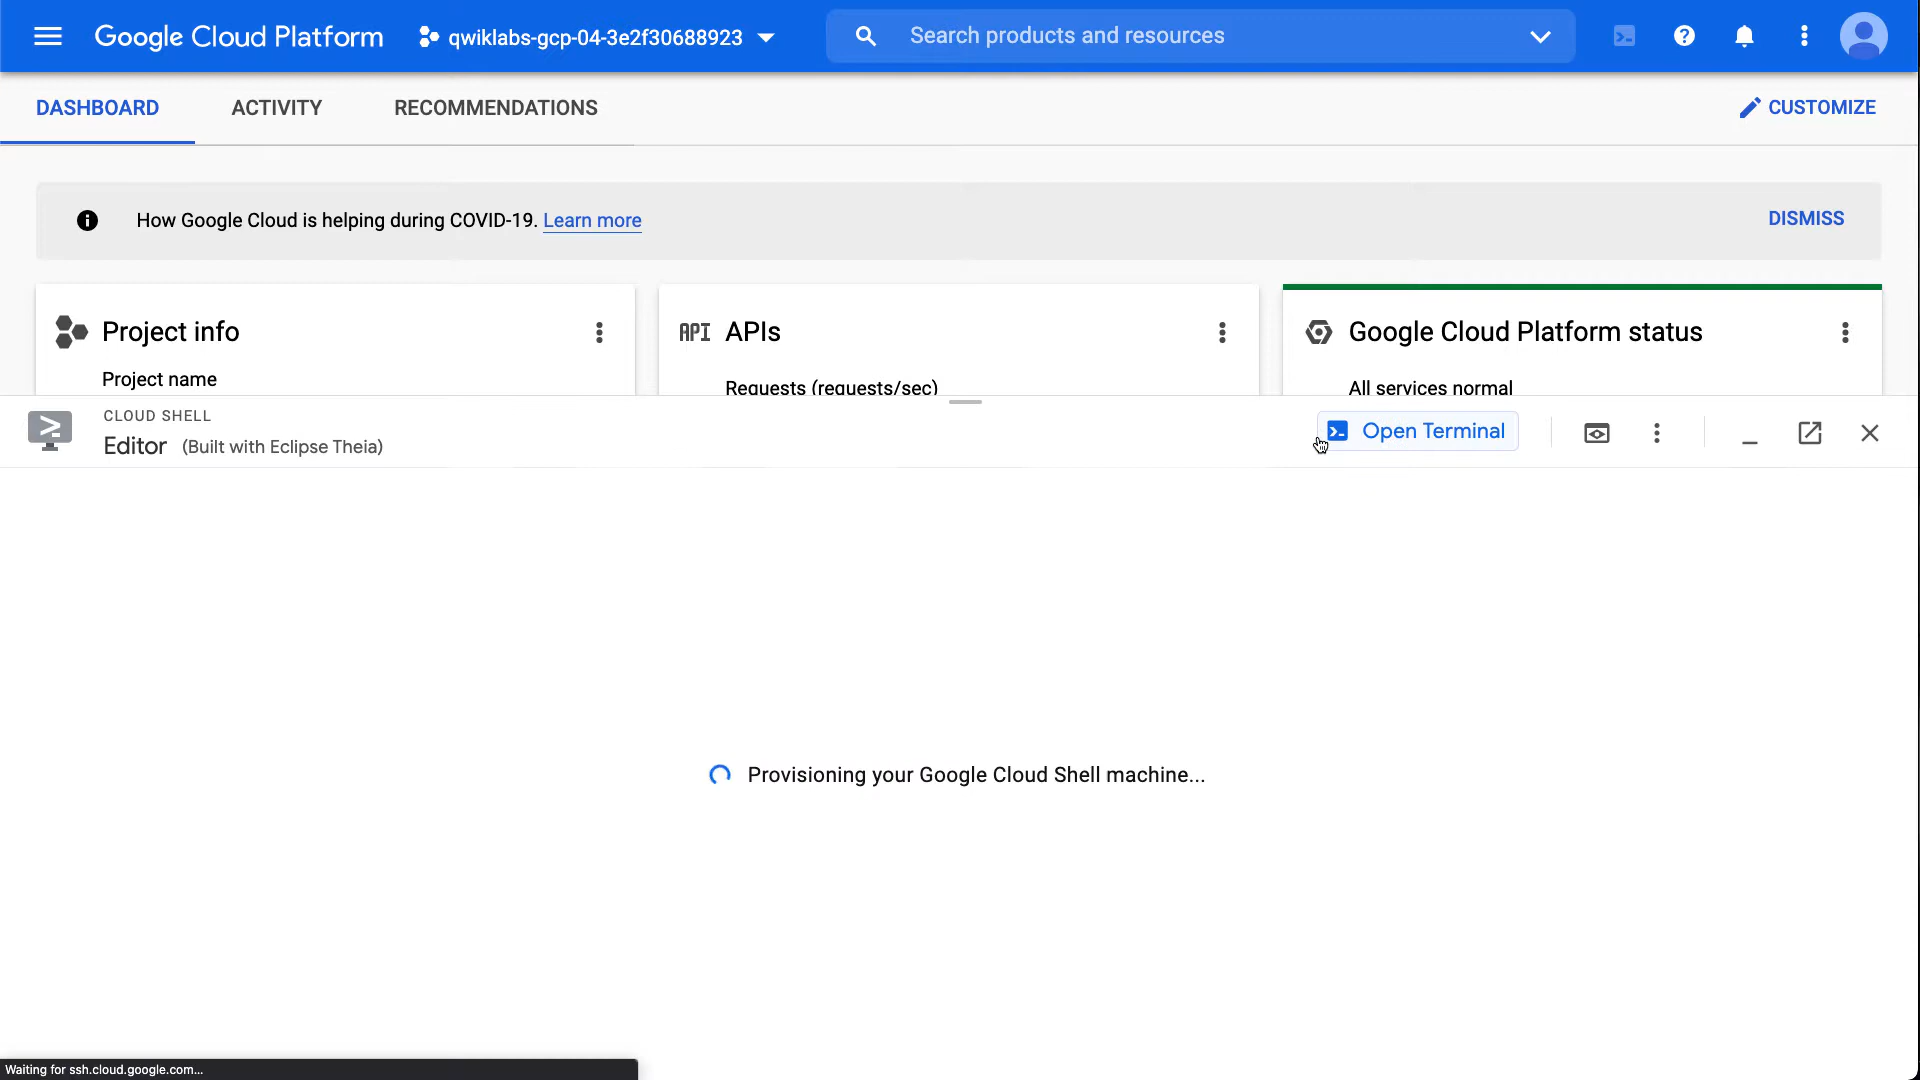 Google Cloud Platform
qwiklabs-gcp-04-3e2f30688923
Search products and resources
DASHBOARD
ACTIVITY
RECOMMENDATIONS
CUSTOMIZE
How Google Cloud is helping during COVID-19. Learn more
DISMISS
Project info
Project name
API APIs
Requests (requests/sec)
Google Cloud Platform status
All services normal
CLOUD SHELL
Editor (Built with Eclipse Theia)
Open Terminal
Provisioning your Google Cloud Shell machine...
Waiting for ssh.cloud.google.com...